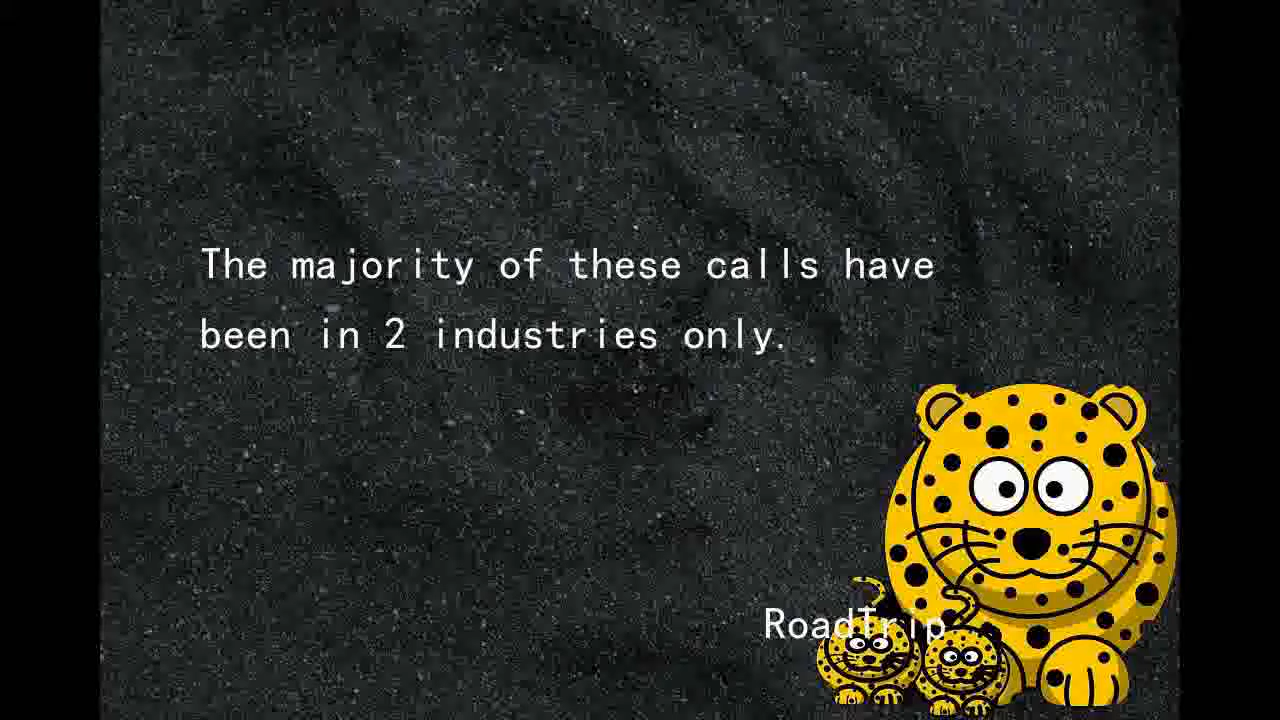 The majority of these calls have
been in 2 industries only.
RoadTrip